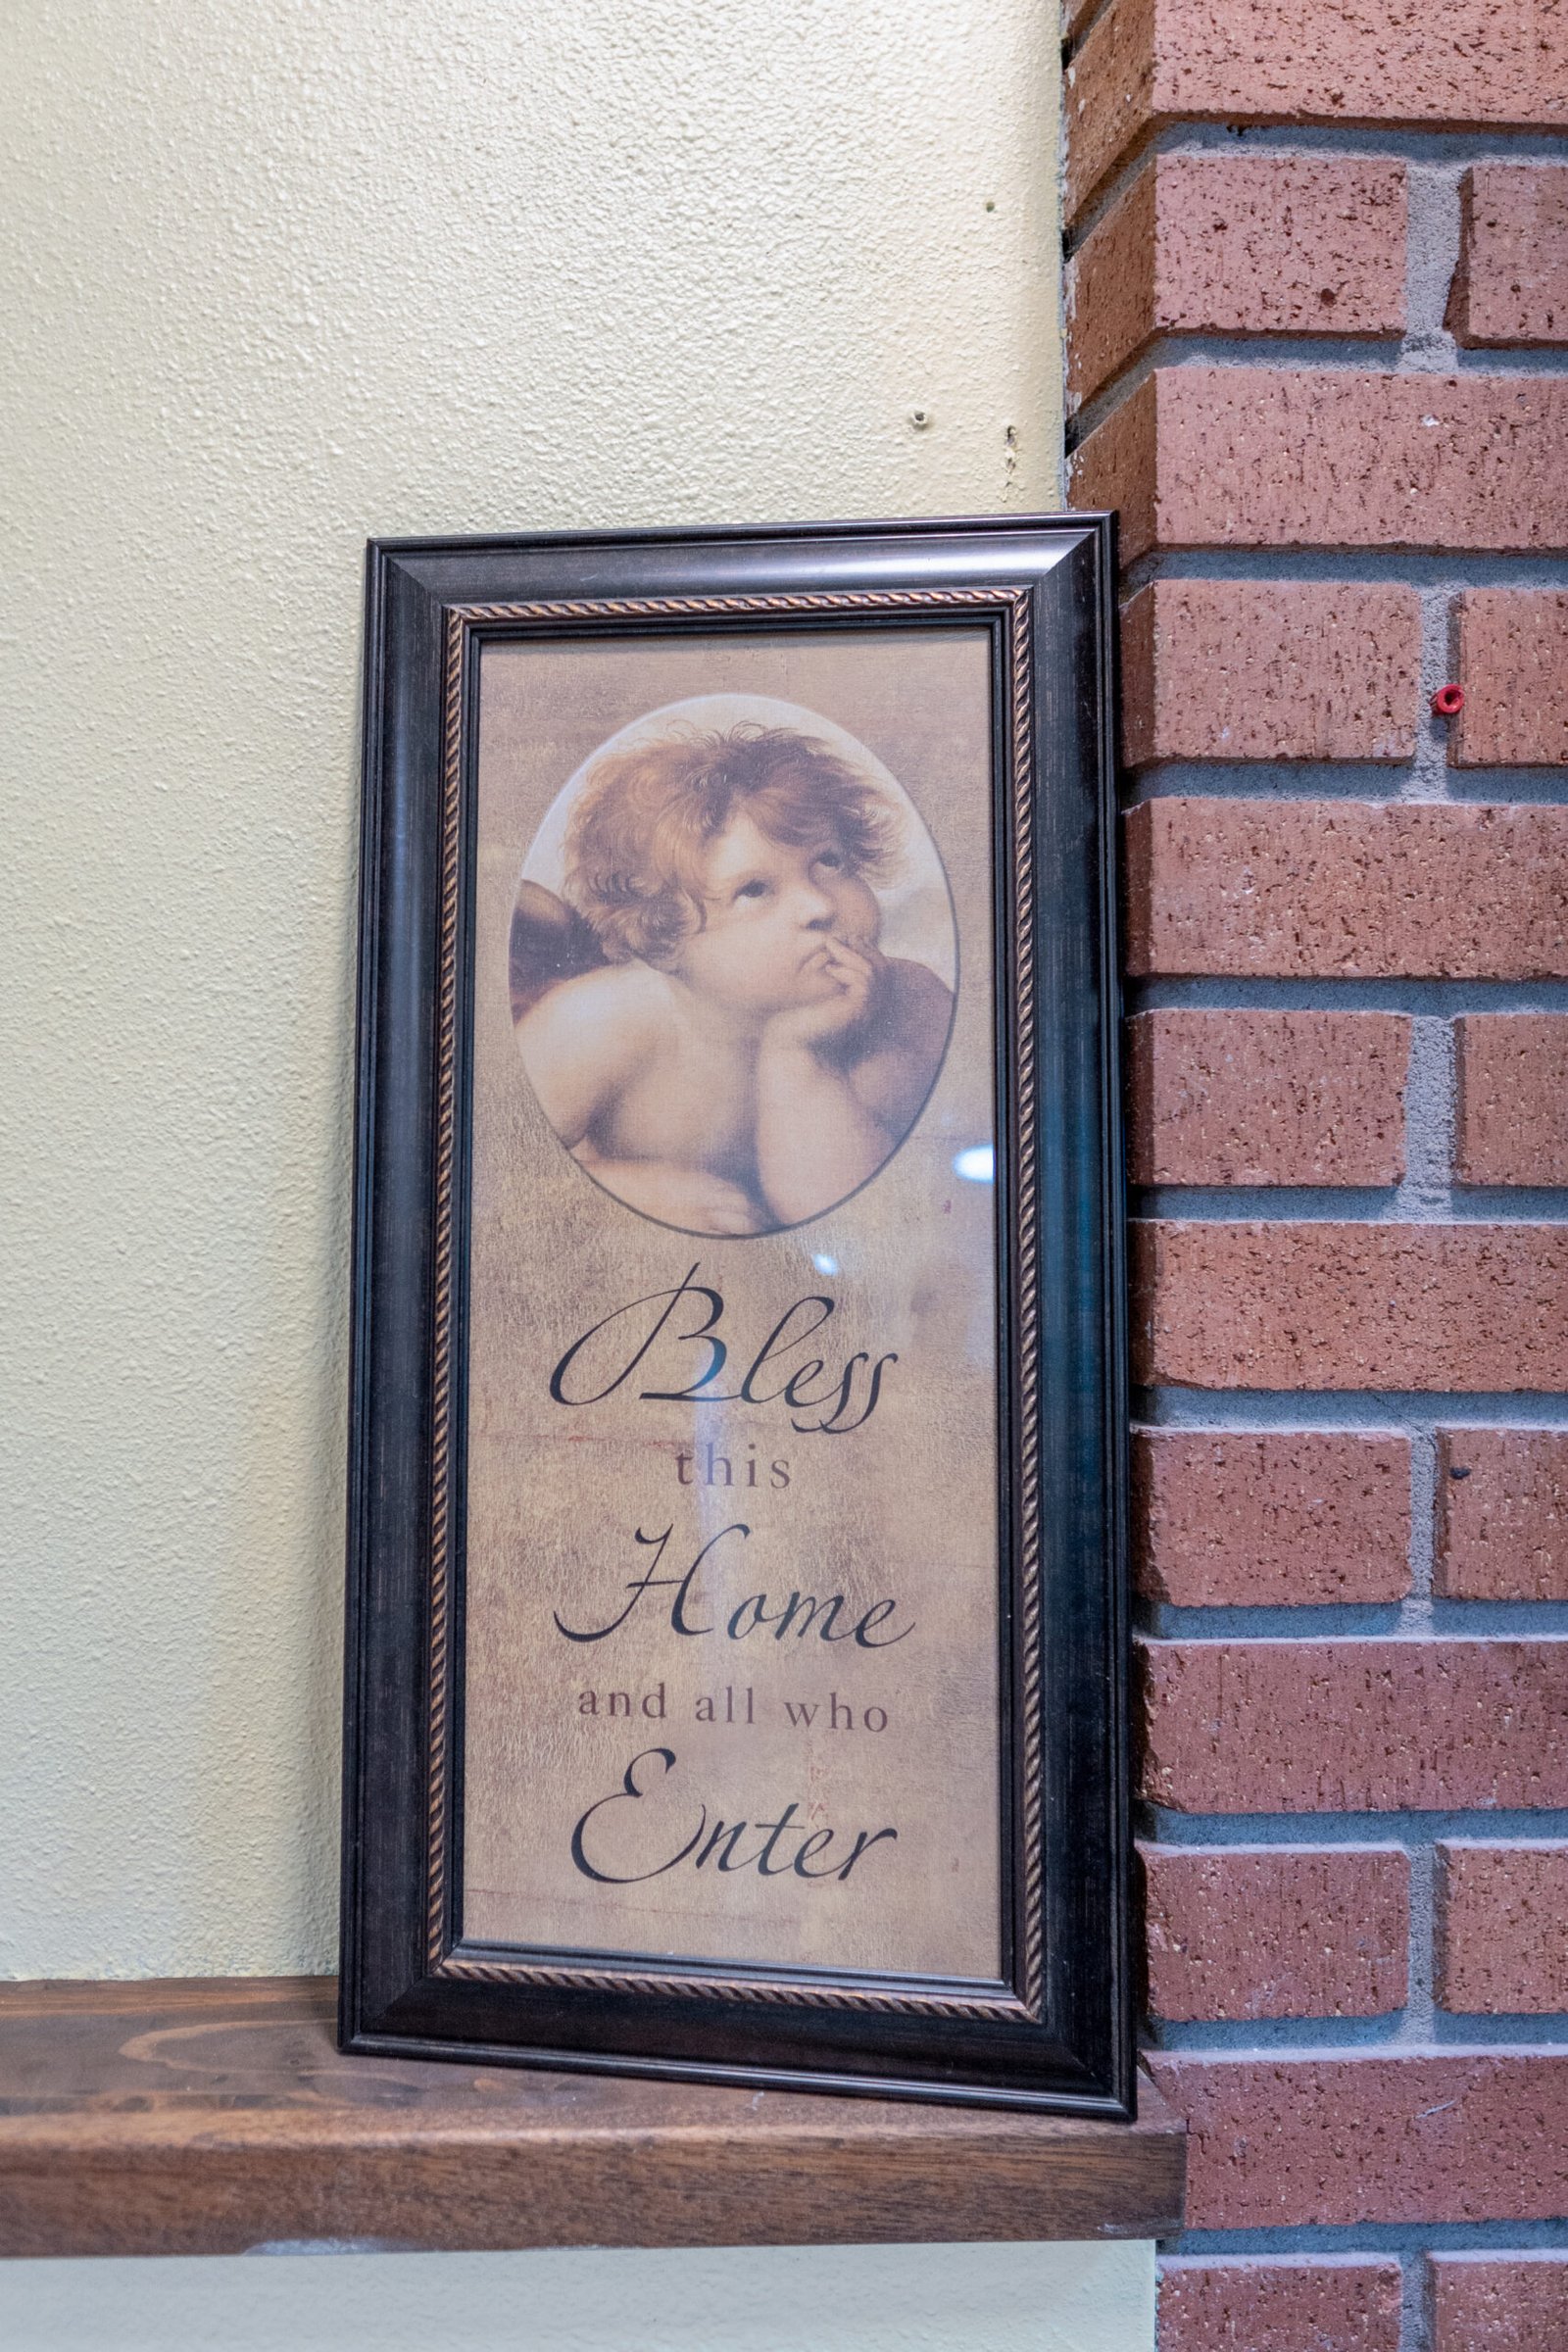 Bless
this
Home
and all who
Enter